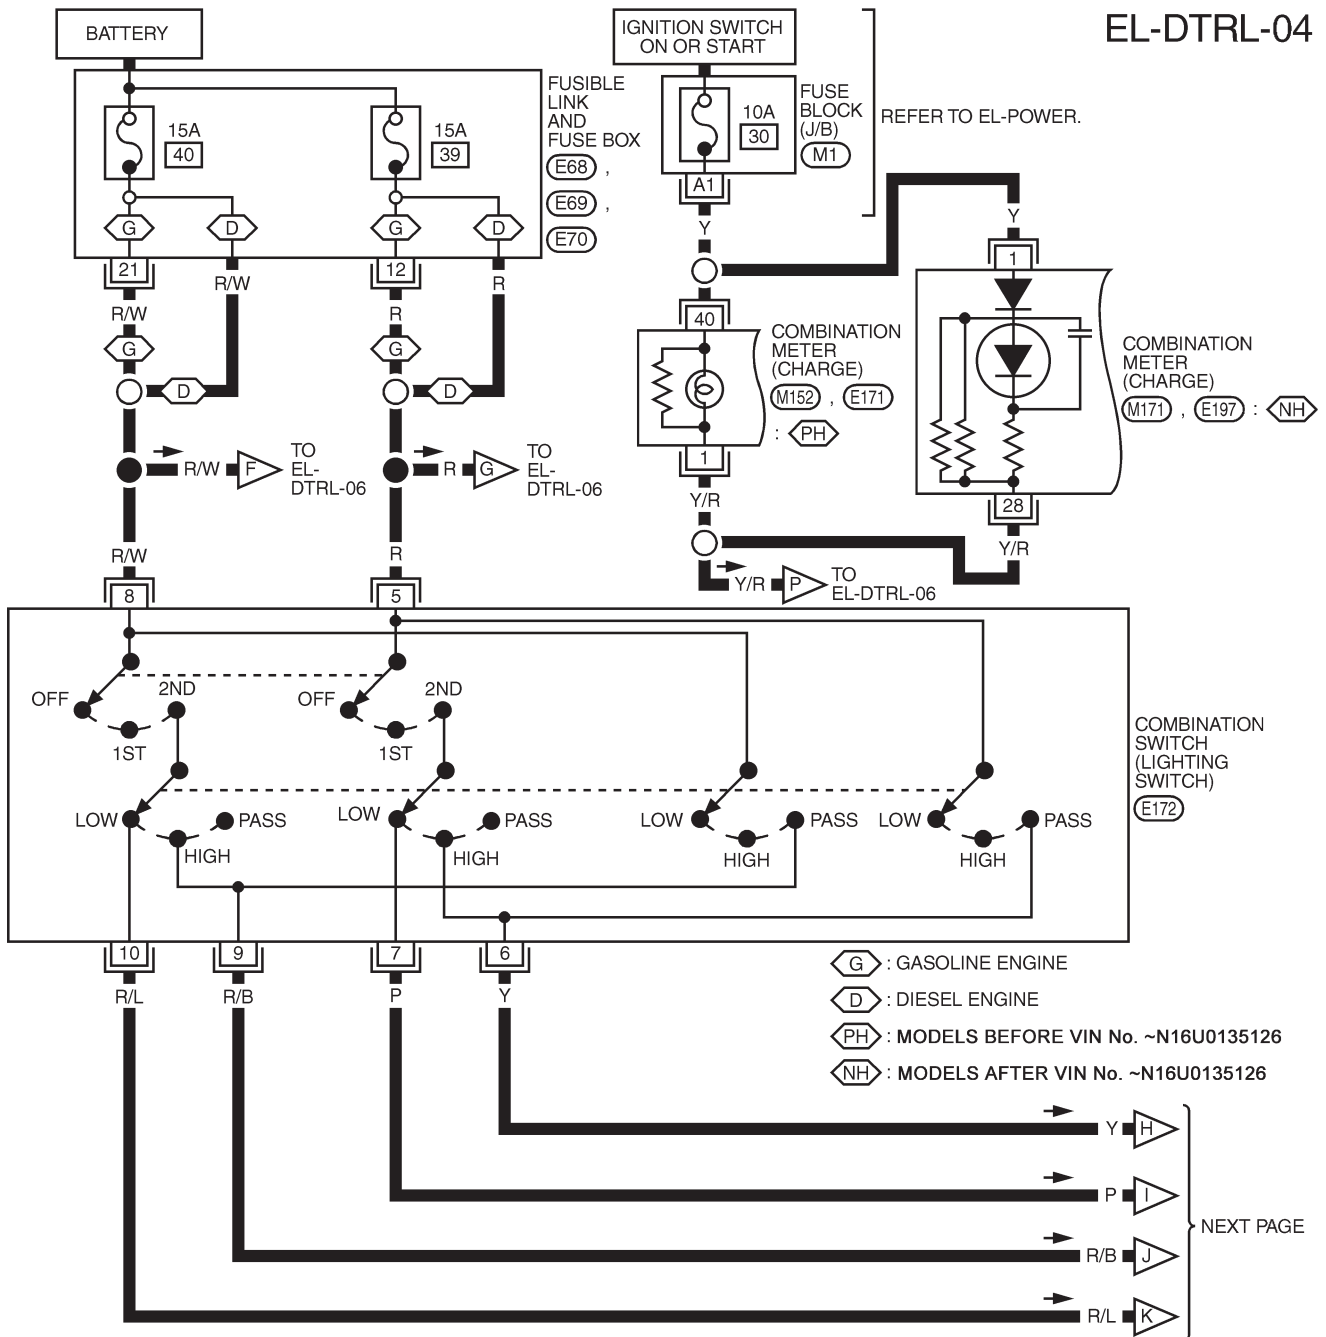 EL-DTRL-04
BATTERY
IGNITION SWITCH
ON OR START
FUSIBLE
LINK
AND
FUSE BOX
E68 ,
E69 ,
E70
15A
40
15A
39
10A
30
FUSE
BLOCK
(J/B)
M1
REFER TO EL-POWER.
A1
G
D
G
D
Y
Y
21
R/W
12
R
1
R/W
R
40
G
G
COMBINATION
METER
(CHARGE)
M152 , E171
: PH
COMBINATION
METER
(CHARGE)
M171 , E197 : NH
D
D
R/W
F
TO
EL-
DTRL-06
R
G
TO
EL-
DTRL-06
1
Y/R
28
Y/R
R/W
R
Y/R
P
TO
EL-DTRL-06
8
5
OFF
2ND
1ST
OFF
2ND
1ST
COMBINATION
SWITCH
(LIGHTING
SWITCH)
E172
LOW
PASS
HIGH
LOW
PASS
HIGH
LOW
PASS
HIGH
LOW
PASS
HIGH
10
9
7
6
R/L
R/B
P
Y
G : GASOLINE ENGINE
D : DIESEL ENGINE
PH : MODELS BEFORE VIN No. ~N16U0135126
NH : MODELS AFTER VIN No. ~N16U0135126
Y
H
P
I
NEXT PAGE
R/B
J
R/L
K